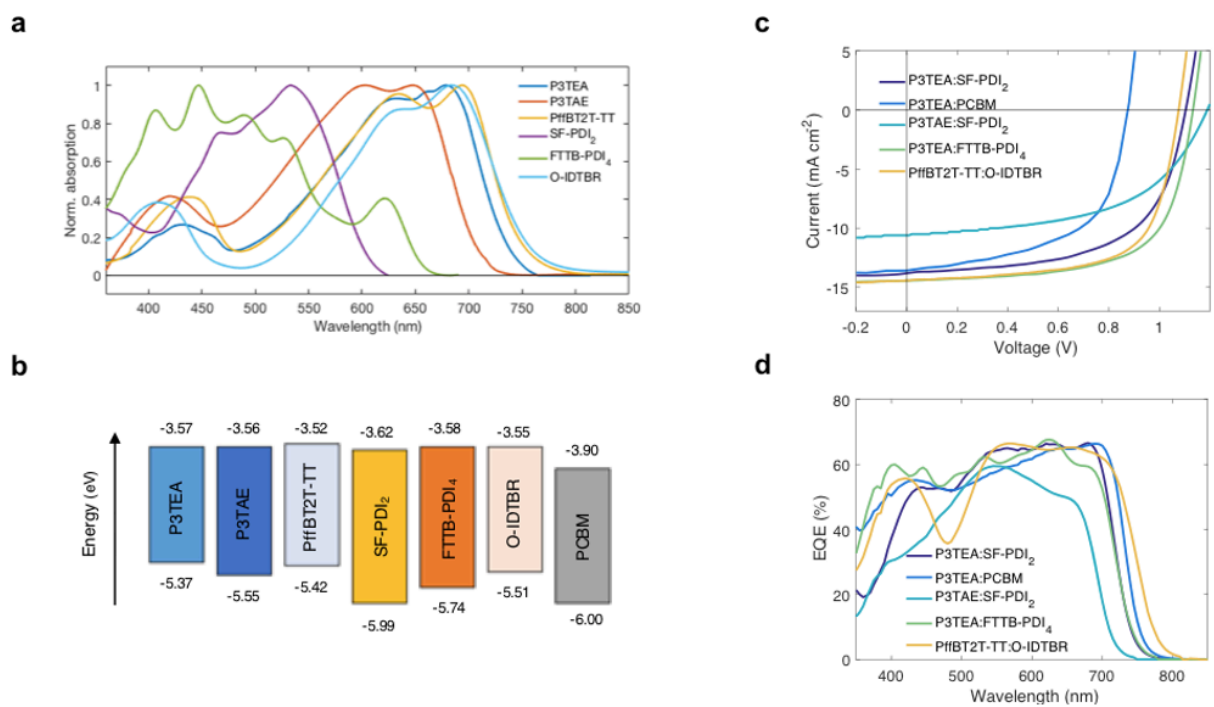 a
1
0.8
0.6
0.4
0.2
0
Norm. absorption
400 450 500 550 600 650 700 750 800 850
Wavelength (nm)
P3TEA
P3TAE
PffBT2T-TT
SF-PDI₂
FTTB-PDI₄
O-IDTBR
b
Energy (eV)
-3.57 -3.56 -3.52 -3.62 -3.58 -3.55 -3.90
P3TEA
P3TAE
PffBT2T-TT
SF-PDI₂
FTTB-PDI₄
O-IDTBR
PCBM
-5.37 -5.55 -5.42 -5.99 -5.74 -5.51 -6.00
c
5
0
-5
-10
-15
Current (mA cm⁻²)
-0.2 0 0.2 0.4 0.6 0.8 1
Voltage (V)
P3TEA:SF-PDI₂
P3TEA:PCBM
P3TAE:SF-PDI₂
P3TEA:FTTB-PDI₄
PffBT2T-TT:O-IDTBR
d
80
60
40
20
0
EQE (%)
400 500 600 700 800
Wavelength (nm)
P3TEA:SF-PDI₂
P3TEA:PCBM
P3TAE:SF-PDI₂
P3TEA:FTTB-PDI₄
PffBT2T-TT:O-IDTBR